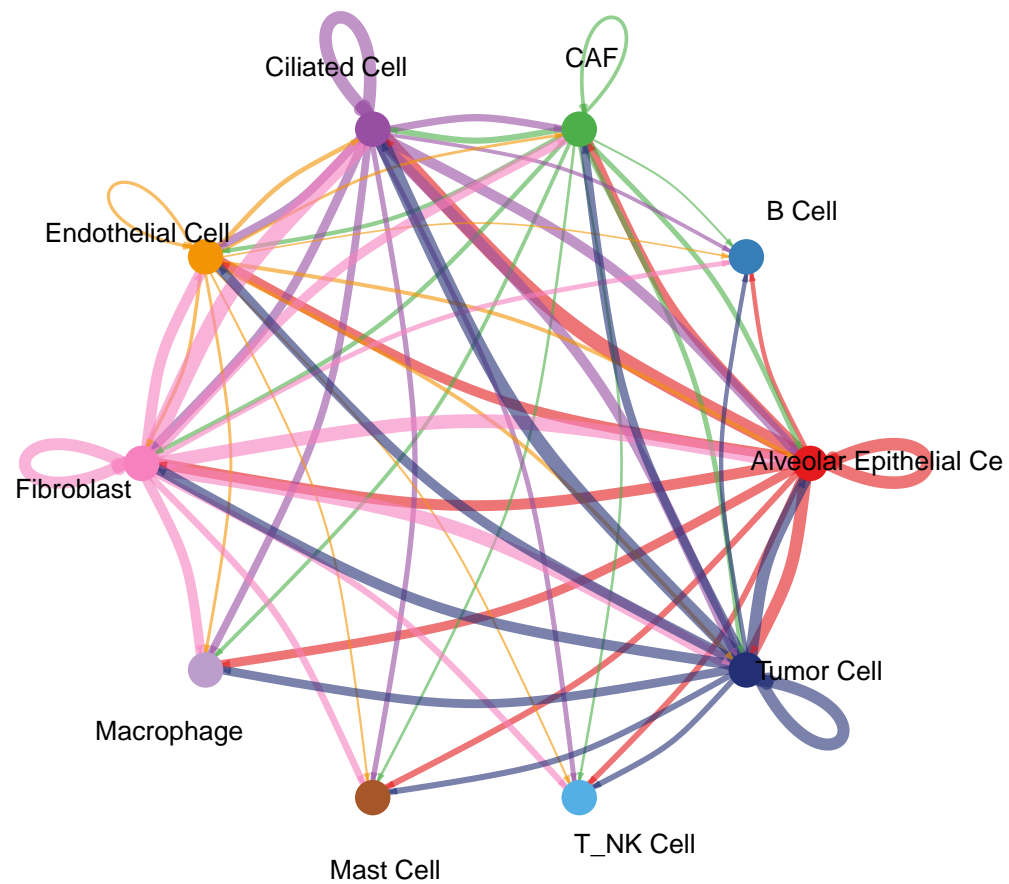 CAF
Ciliated Cell
B Cell
Endothelial Cell
Alveolar Epithelial Ce
Fibroblast
Tumor Cell
Macrophage
T_NK Cell
Mast Cell